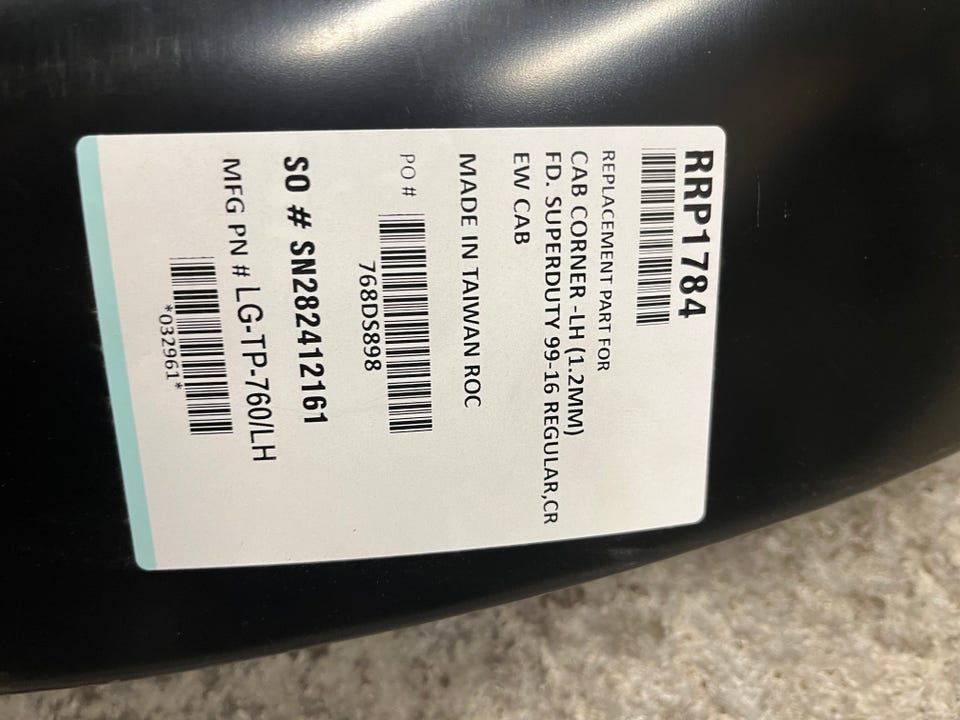 RRP1784
REPLACEMENT PART FOR
CAB CORNER -LH (1.2MM)
FD. SUPERDUTY 99-16 REGULAR,CR
EW CAB
MADE IN TAIWAN ROC
PO #
768DS898
SO # SN282412161
MFG PN # LG-TP-760/LH
*032961*